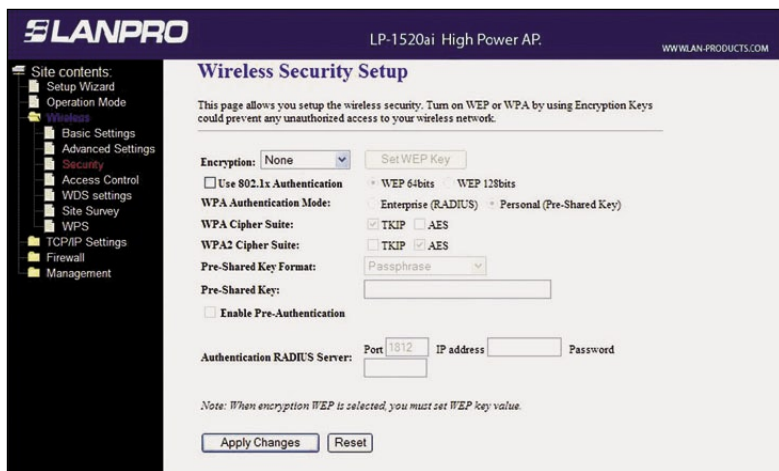 LANPRO
LP-1520ai High Power AP.
WWW.LAN-PRODUCTS.COM
Site contents:
Setup Wizard
Operation Mode
Wireless
Basic Settings
Advanced Settings
Security
Access Control
WDS settings
Site Survey
WPS
TCP/IP Settings
Firewall
Management
Wireless Security Setup
This page allows you setup the wireless security. Turn on WEP or WPA by using Encryption Keys
could prevent any unauthorized access to your wireless network.
Encryption: None Set WEP Key
Use 802.1x Authentication WEP 64bits WEP 128bits
WPA Authentication Mode: Enterprise (RADIUS) Personal (Pre-Shared Key)
WPA Cipher Suite: TKIP AES
WPA2 Cipher Suite: TKIP AES
Pre-Shared Key Format: Passphrase
Pre-Shared Key:
Enable Pre-Authentication
Authentication RADIUS Server: Port 1812 IP address Password
Note: When encryption WEP is selected, you must set WEP key value.
Apply Changes Reset